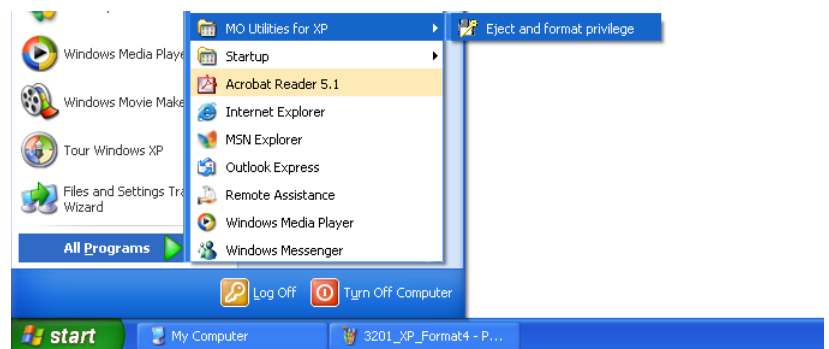 MO Utilities for XP
Eject and format privilege
Startup
Acrobat Reader 5.1
Internet Explorer
MSN Explorer
Outlook Express
Remote Assistance
Windows Media Player
Windows Messenger
Windows Media Playe
Windows Movie Make
Tour Windows XP
Files and Settings Tra
Wizard
All Programs
Log Off
Turn Off Computer
start
My Computer
3201_XP_Format4 - P...